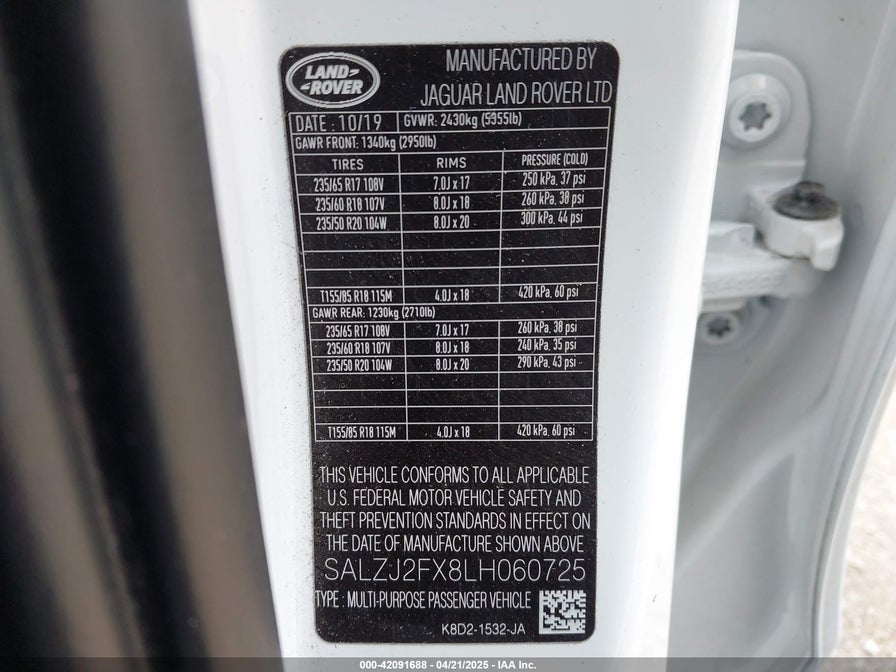 LAND-
-ROVER
MANUFACTURED BY
JAGUAR LAND ROVER LTD
DATE : 10/19 GVWR: 2430kg (5355lb)
GAWR FRONT: 1340kg (2950lb)
TIRES RIMS PRESSURE (COLD)
235/65 R17 108V 7.0J x 17 250 kPa, 37 psi
235/60 R18 107V 8.0J x 18 260 kPa, 38 psi
235/50 R20 104W 8.0J x 20 300 kPa, 44 psi
T155/85 R18 115M 4.0J x 18 420 kPa, 60 psi
GAWR REAR: 1230kg (2710lb)
235/65 R17 108V 7.0J x 17 260 kPa, 38 psi
235/60 R18 107V 8.0J x 18 240 kPa, 35 psi
235/50 R20 104W 8.0J x 20 290 kPa, 43 psi
T155/85 R18 115M 4.0J x 18 420 kPa, 60 psi
THIS VEHICLE CONFORMS TO ALL APPLICABLE
U.S. FEDERAL MOTOR VEHICLE SAFETY AND
THEFT PREVENTION STANDARDS IN EFFECT ON
THE DATE OF MANUFACTURE SHOWN ABOVE
SALZJ2FX8LH060725
TYPE : MULTI-PURPOSE PASSENGER VEHICLE
K8D2-1532-JA
000-42091688 04/21/2025 - IAA Inc.